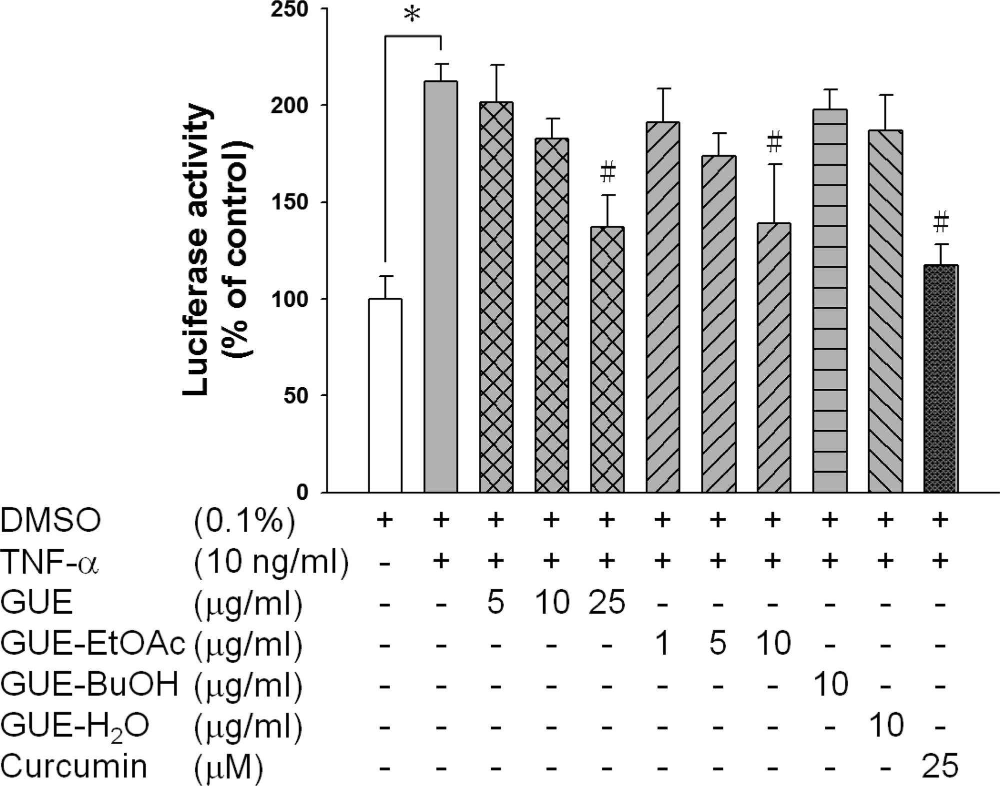 250
*
200
150
100
50
0
Luciferase activity
(% of control)
#
#
#
DMSO (0.1%) + + + + + + + + + + +
TNF-α (10 ng/ml) - + + + + + + + + + +
GUE (μg/ml) - - 5 10 25 - - - - - -
GUE-EtOAc (μg/ml) - - - - - 1 5 10 - - -
GUE-BuOH (μg/ml) - - - - - - - - 10 - -
GUE-H₂O (μg/ml) - - - - - - - - - 10 -
Curcumin (μM) - - - - - - - - - - 25